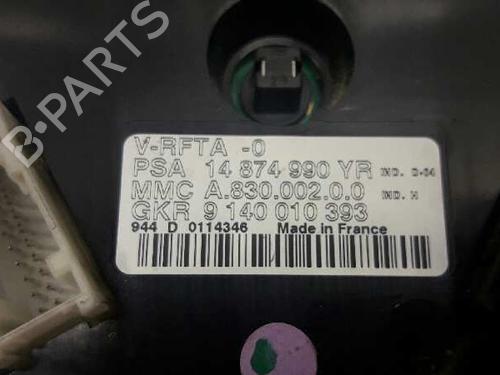 V-RFTA -0
PSA 14 874 990 YR IND. D-04
MMC A.830.002.0.0 IND. H
GKR 9 140 010 393
944 D 0114346 Made in France
B-PARTS